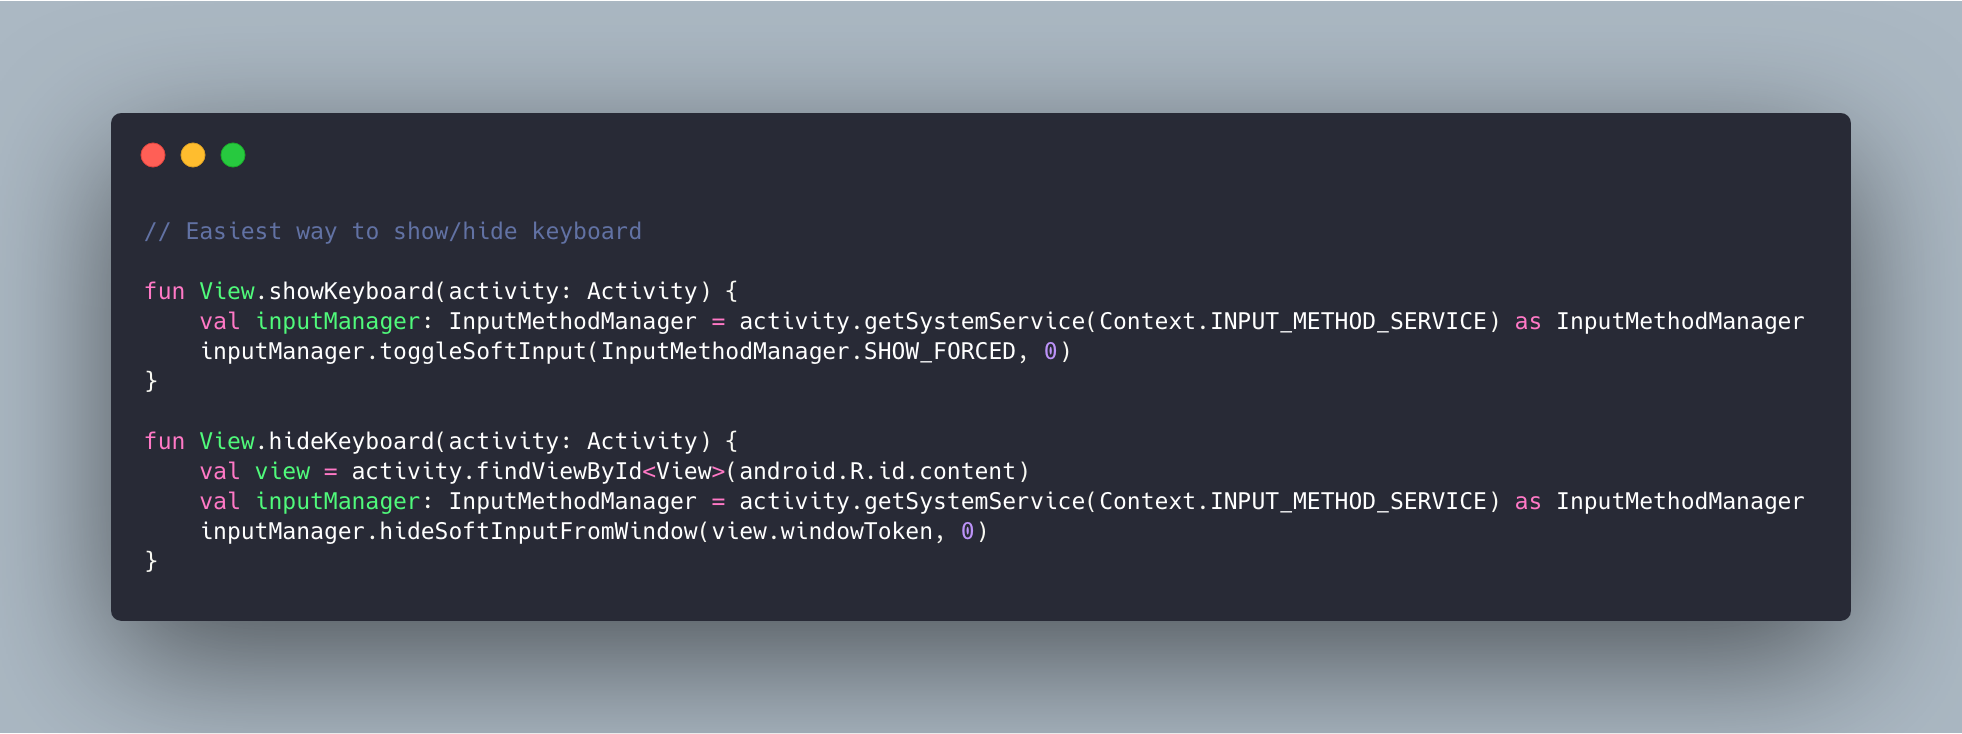 // Easiest way to show/hide keyboard
fun View.showKeyboard(activity: Activity) {
    val inputManager: InputMethodManager = activity.getSystemService(Context.INPUT_METHOD_SERVICE) as InputMethodManager
    inputManager.toggleSoftInput(InputMethodManager.SHOW_FORCED, 0)
}
fun View.hideKeyboard(activity: Activity) {
    val view = activity.findViewById<View>(android.R.id.content)
    val inputManager: InputMethodManager = activity.getSystemService(Context.INPUT_METHOD_SERVICE) as InputMethodManager
    inputManager.hideSoftInputFromWindow(view.windowToken, 0)
}